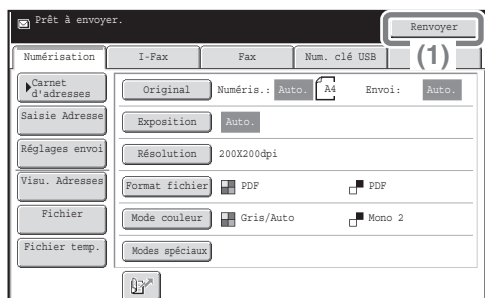 Prêt à envoyer.
Renvoyer
(1)
Numérisation I-Fax Fax Num. clé USB
Carnet d'adresses
Saisie Adresse
Réglages envoi
Visu. Adresses
Fichier
Fichier temp.
Original Numéris.: Auto. A4 Envoi: Auto.
Exposition Auto.
Résolution 200X200dpi
Format fichier PDF PDF
Mode couleur Gris/Auto Mono 2
Modes spéciaux